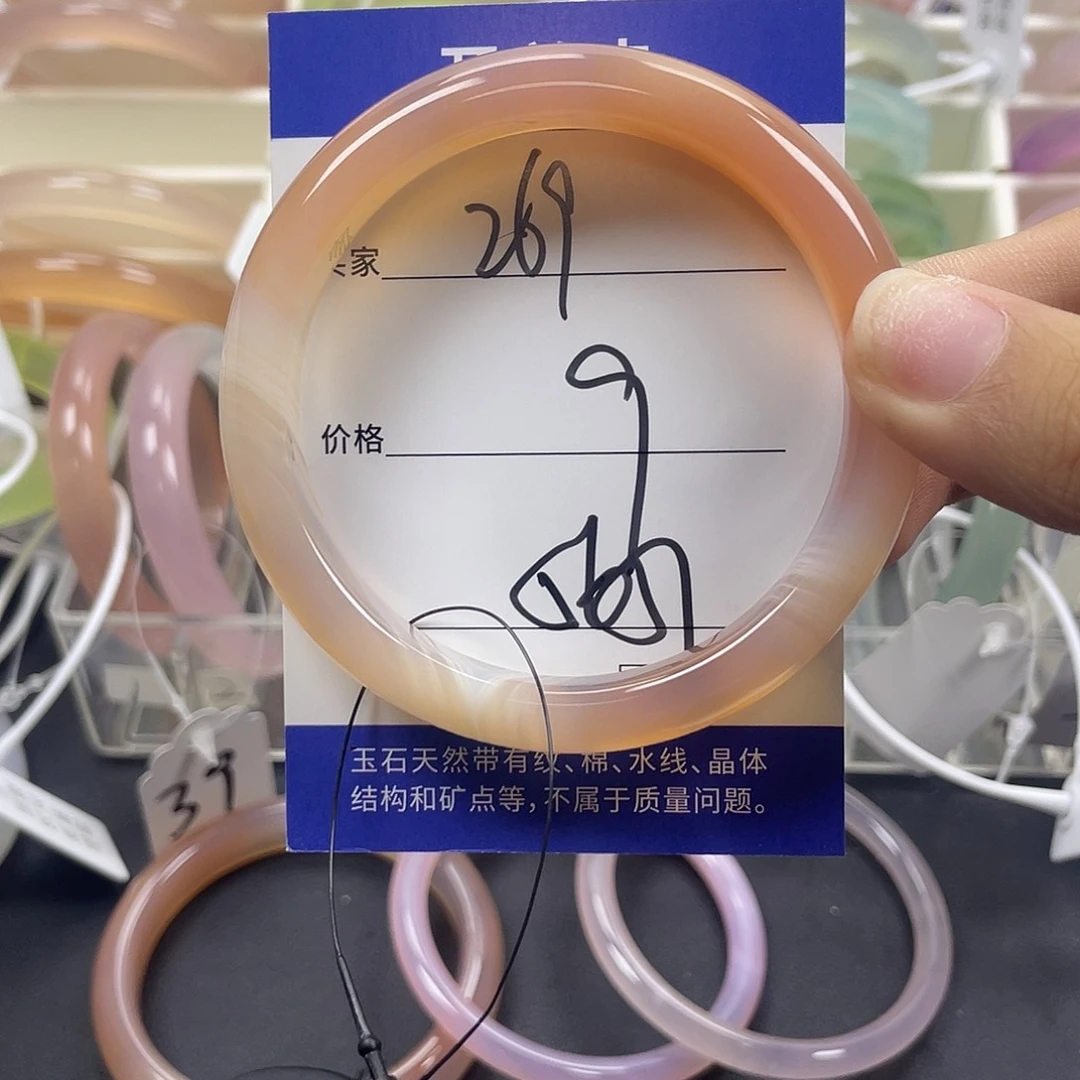 家 269
价格 9
玉石天然带有纹、棉、水线、晶体
结构和矿点等,不属于质量问题。
39